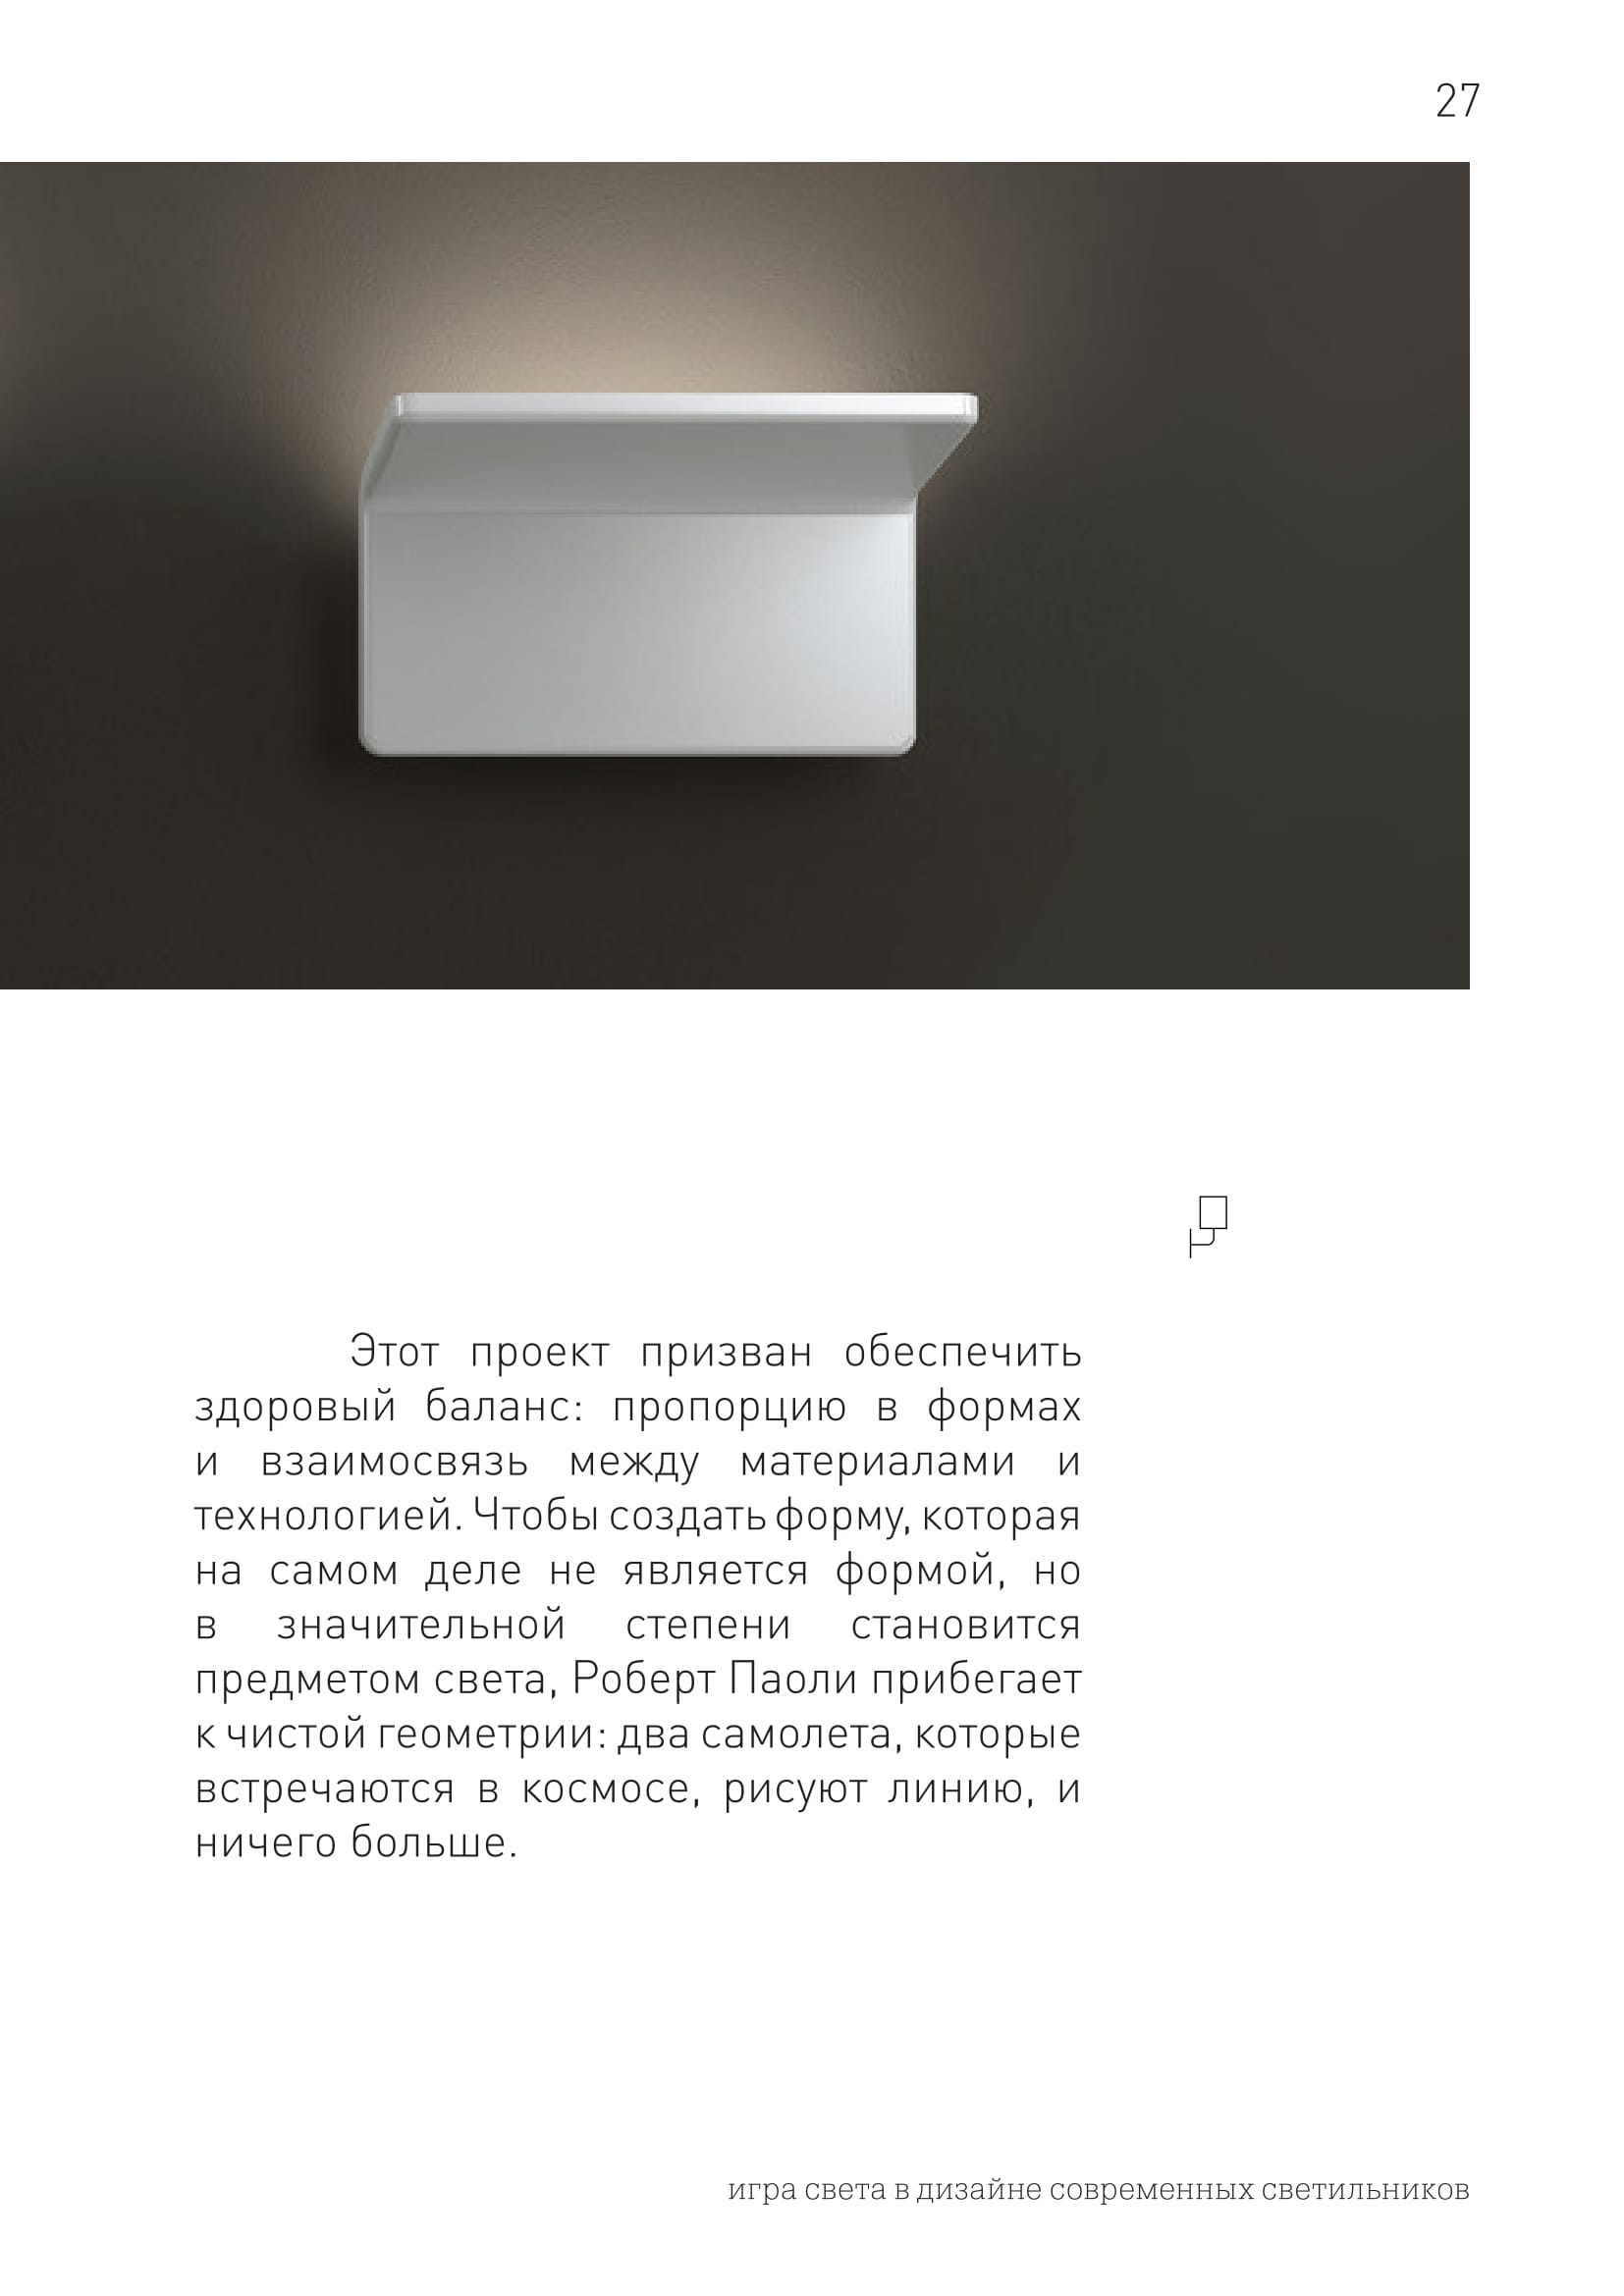 27
Этот проект призван обеспечить
здоровый баланс: пропорцию в формах
и взаимосвязь между материалами и
технологией. Чтобы создать форму, которая
на самом деле не является формой, но
в значительной степени становится
предметом света, Роберт Паоли прибегает
к чистой геометрии: два самолета, которые
встречаются в космосе, рисуют линию, и
ничего больше.
игра света в дизайне современных светильников